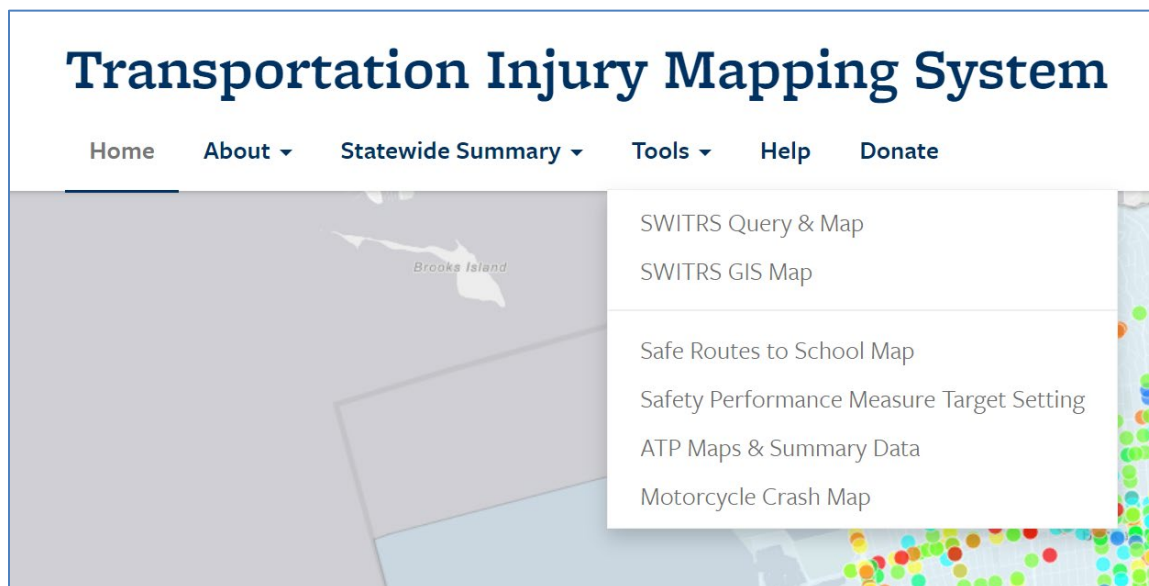 Transportation Injury Mapping System
Home About Statewide Summary Tools Help Donate
SWITRS Query & Map
SWITRS GIS Map
Brooks Island
Safe Routes to School Map
Safety Performance Measure Target Setting
ATP Maps & Summary Data
Motorcycle Crash Map